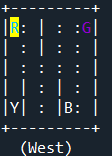 +---------+
|R: | : :G|
| : | : : |
| : : : : |
| | : | : |
|Y| : |B: |
+---------+
  (West)